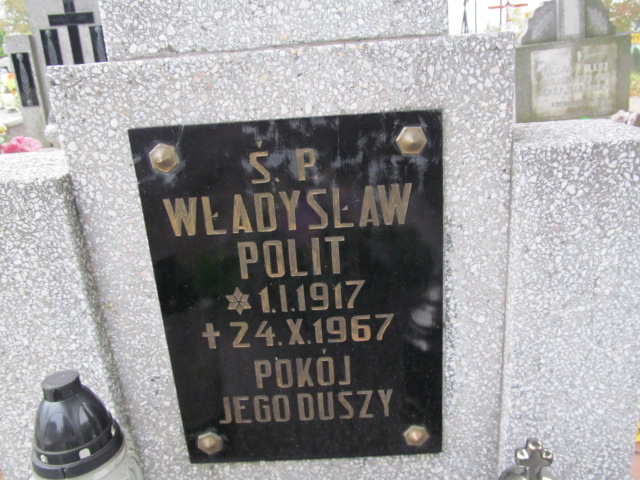 Ś. P.
WŁADYSŁAW
POLIT
1.I.1917
✝ 24.X.1967
POKÓJ
JEGO DUSZY